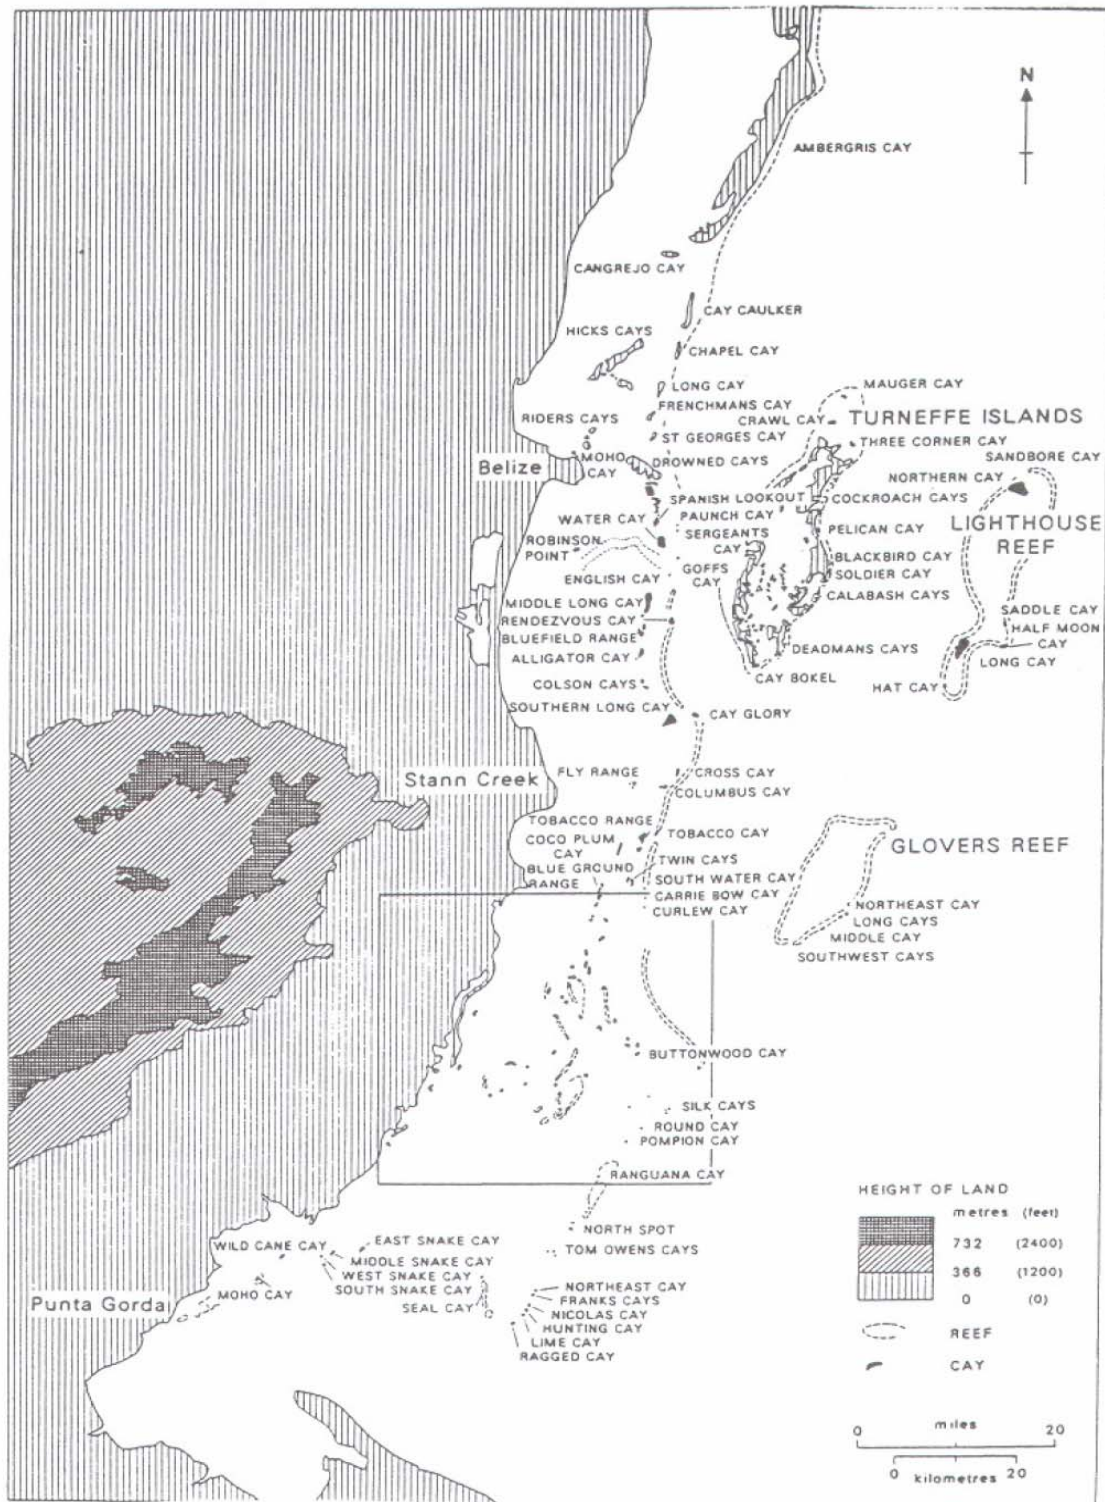 N
AMBERGRIS CAY
CANGREJO CAY
CAY CAULKER
HICKS CAYS
CHAPEL CAY
LONG CAY
MAUGER CAY
FRENCHMANS CAY
RIDERS CAYS
CRAWL CAY
TURNEFFE ISLANDS
ST GEORGES CAY
THREE CORNER CAY
Belize
MOHO
CAY
DROWNED CAYS
SANDBORE CAY
NORTHERN CAY
SPANISH LOOKOUT
COCKROACH CAYS
PAUNCH CAY
WATER CAY
SERGEANTS
CAY
PELICAN CAY
LIGHTHOUSE
REEF
ROBINSON
POINT
BLACKBIRD CAY
GOFFS
CAY
SOLDIER CAY
ENGLISH CAY
CALABASH CAYS
MIDDLE LONG CAY
SADDLE CAY
RENDEZVOUS CAY
HALF MOON
CAY
BLUEFIELD RANGE
DEADMANS CAYS
ALLIGATOR CAY
LONG CAY
CAY BOKEL
COLSON CAYS
HAT CAY
SOUTHERN LONG CAY
CAY GLORY
Stann Creek
FLY RANGE
CROSS CAY
COLUMBUS CAY
TOBACCO RANGE
TOBACCO CAY
COCO PLUM
CAY
GLOVERS REEF
TWIN CAYS
BLUE GROUND
RANGE
SOUTH WATER CAY
CARRIE BOW CAY
CURLEW CAY
NORTHEAST CAY
LONG CAYS
MIDDLE CAY
SOUTHWEST CAYS
BUTTONWOOD CAY
SILK CAYS
ROUND CAY
POMPION CAY
RANGUANA CAY
NORTH SPOT
TOM OWENS CAYS
WILD CANE CAY
EAST SNAKE CAY
MIDDLE SNAKE CAY
WEST SNAKE CAY
SOUTH SNAKE CAY
SEAL CAY
MOHO CAY
Punta Gorda
NORTHEAST CAY
FRANKS CAYS
NICOLAS CAY
HUNTING CAY
LIME CAY
RAGGED CAY
HEIGHT OF LAND
metres (feet)
732 (2400)
366 (1200)
0 (0)
REEF
CAY
miles
0 20
0 kilometres 20